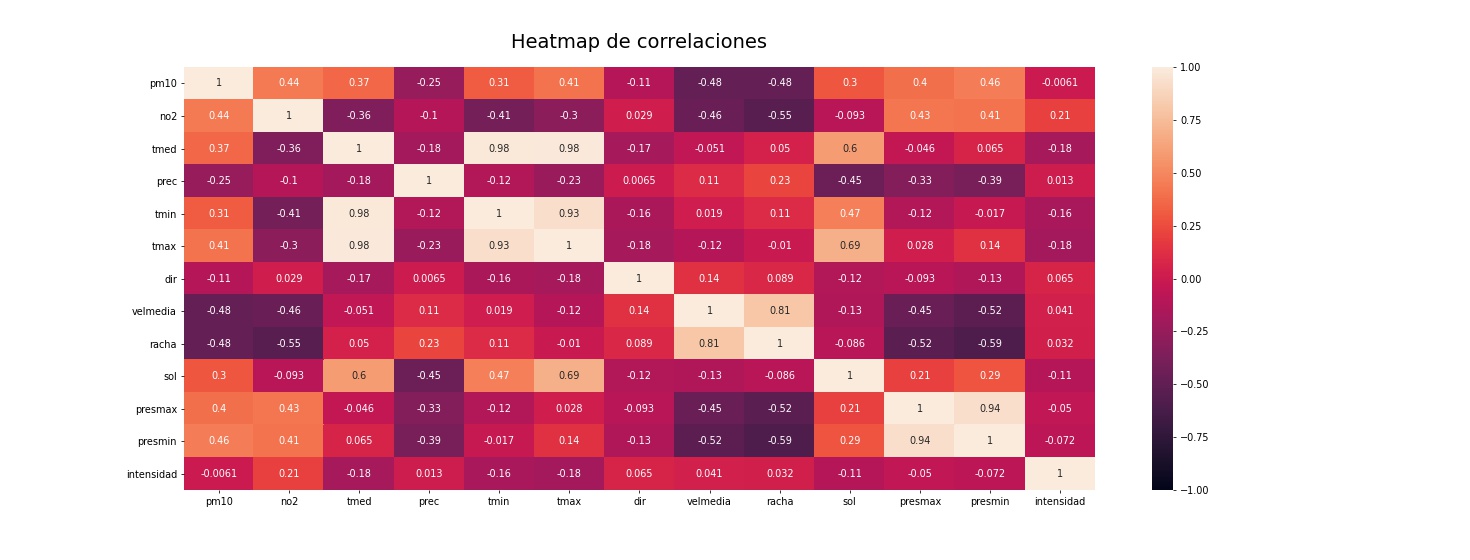 Heatmap de correlaciones
pm10 1 0.44 0.37 -0.25 0.31 0.41 -0.11 -0.48 -0.48 0.3 0.4 0.46 -0.0061
no2 0.44 1 -0.36 -0.1 -0.41 -0.3 0.029 -0.46 -0.55 -0.093 0.43 0.41 0.21
tmed 0.37 -0.36 1 -0.18 0.98 0.98 -0.17 -0.051 0.05 0.6 -0.046 0.065 -0.18
prec -0.25 -0.1 -0.18 1 -0.12 -0.23 0.0065 0.11 0.23 -0.45 -0.33 -0.39 0.013
tmin 0.31 -0.41 0.98 -0.12 1 0.93 -0.16 0.019 0.11 0.47 -0.12 -0.017 -0.16
tmax 0.41 -0.3 0.98 -0.23 0.93 1 -0.18 -0.12 -0.01 0.69 0.028 0.14 -0.18
dir -0.11 0.029 -0.17 0.0065 -0.16 -0.18 1 0.14 0.089 -0.12 -0.093 -0.13 0.065
velmedia -0.48 -0.46 -0.051 0.11 0.019 -0.12 0.14 1 0.81 -0.13 -0.45 -0.52 0.041
racha -0.48 -0.55 0.05 0.23 0.11 -0.01 0.089 0.81 1 -0.086 -0.52 -0.59 0.032
sol 0.3 -0.093 0.6 -0.45 0.47 0.69 -0.12 -0.13 -0.086 1 0.21 0.29 -0.11
presmax 0.4 0.43 -0.046 -0.33 -0.12 0.028 -0.093 -0.45 -0.52 0.21 1 0.94 -0.05
presmin 0.46 0.41 0.065 -0.39 -0.017 0.14 -0.13 -0.52 -0.59 0.29 0.94 1 -0.072
intensidad -0.0061 0.21 -0.18 0.013 -0.16 -0.18 0.065 0.041 0.032 -0.11 -0.05 -0.072 1
pm10 no2 tmed prec tmin tmax dir velmedia racha sol presmax presmin intensidad
1.00
0.75
0.50
0.25
0.00
−0.25
−0.50
−0.75
−1.00